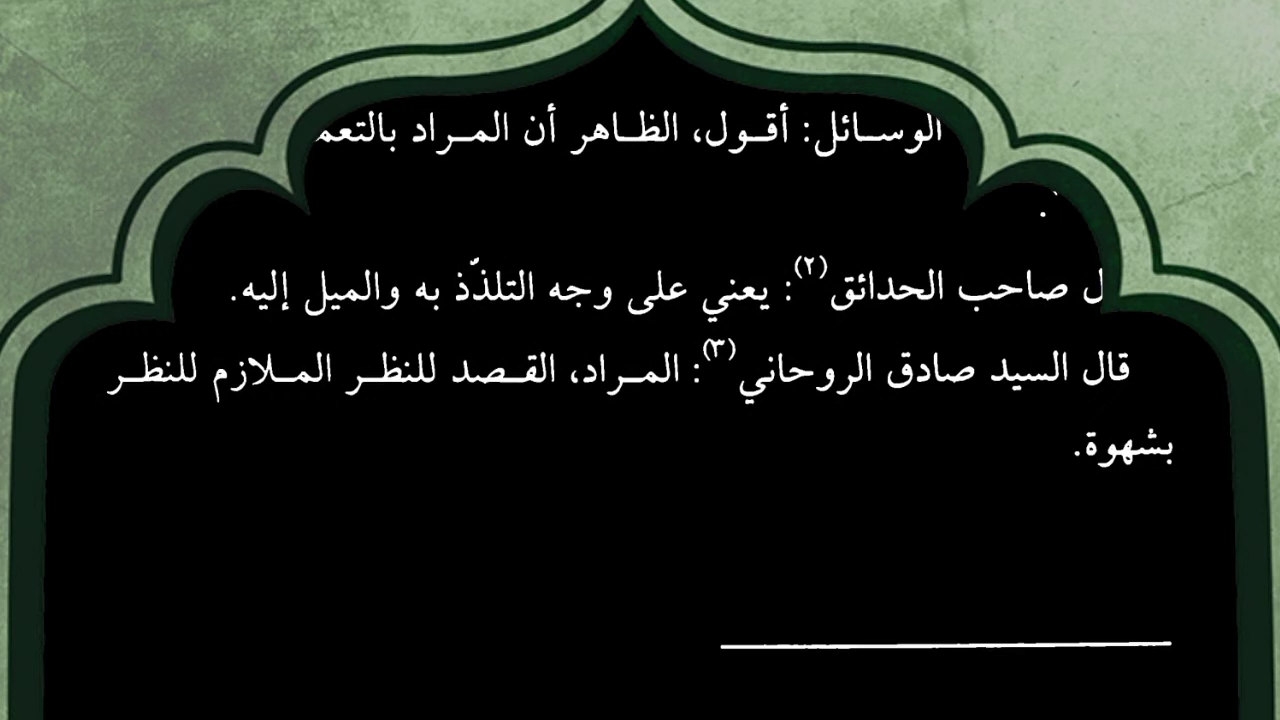 الوسائل: أقول، الظاهر أن المراد بالتعم
ل صاحب الحدائق(٢): يعني على وجه التلذّذ به والميل إليه.
قال السيد صادق الروحاني(٣): المراد، القصد للنظر الملازم للنظر
بشهوة.